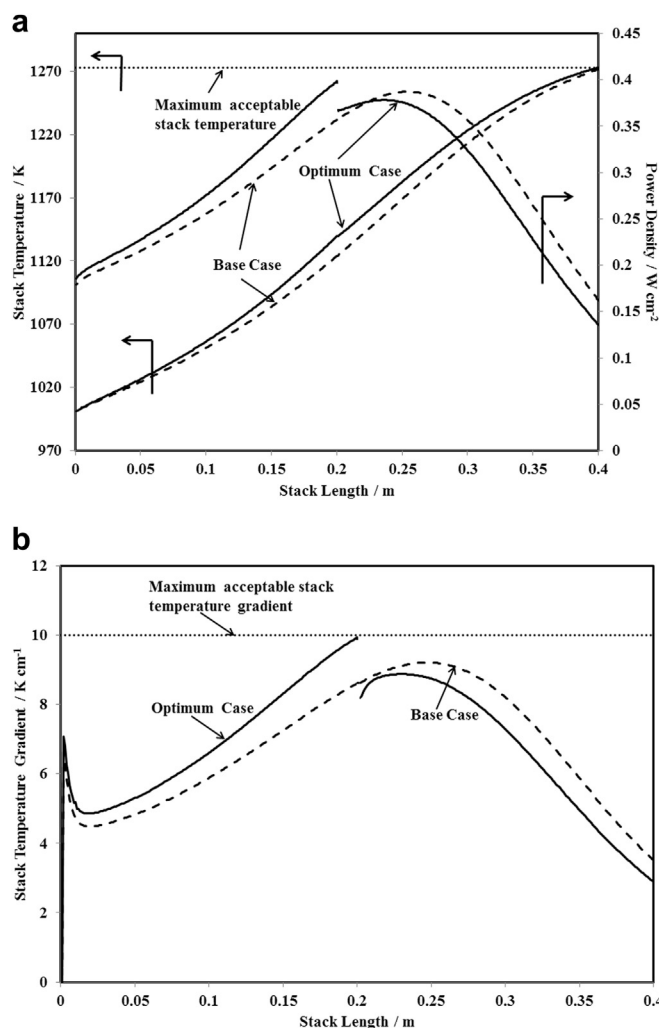 a
1270
1220
1170
1120
1070
1020
970
Stack Temperature / K
Maximum acceptable
stack temperature
Optimum Case
Base Case
0.45
0.4
0.35
0.3
0.25
0.2
0.15
0.1
0.05
0
Power Density / W cm-2
0
0.05
0.1
0.15
0.2
0.25
0.3
0.35
0.4
Stack Length / m
b
12
10
8
6
4
2
0
Stack Temperature Gradient / K cm-1
Maximum acceptable stack
temperature gradient
Optimum Case
Base Case
0
0.05
0.1
0.15
0.2
0.25
0.3
0.35
0.4
Stack Length / m